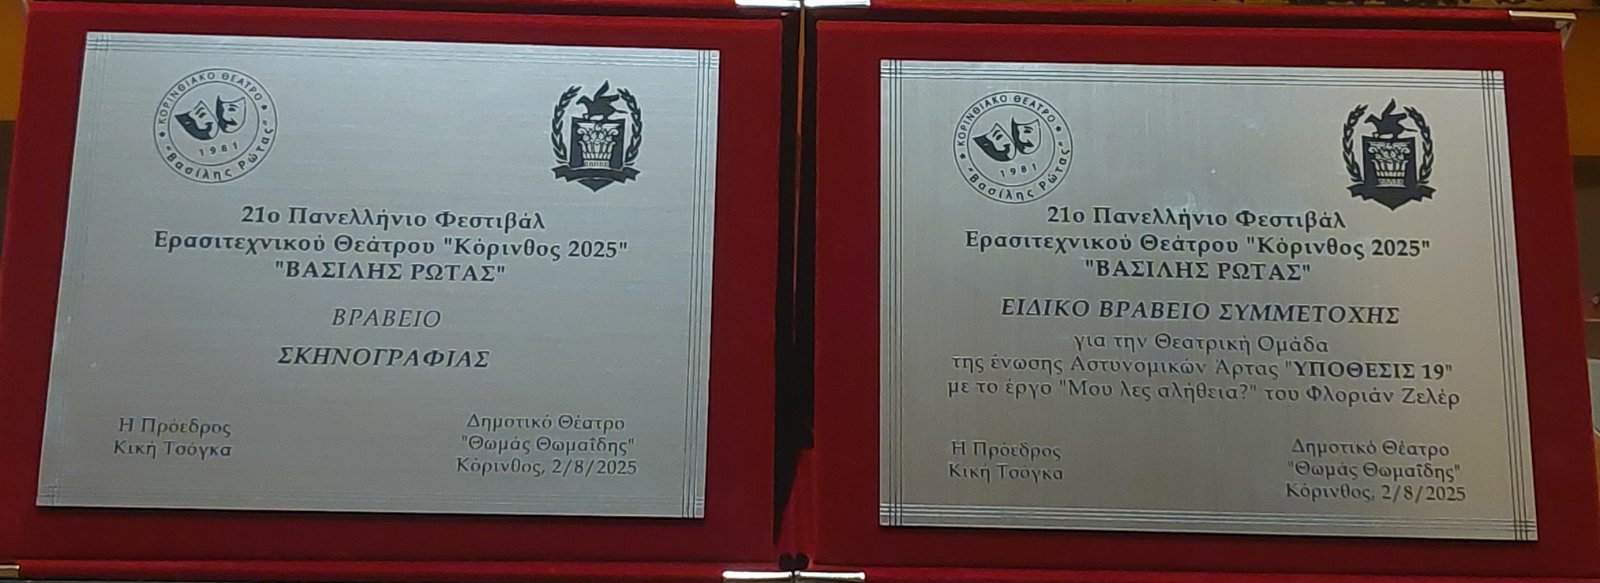 ΚΟΡΙΝΘΙΑΚΟ ΘΕΑΤΡΟ
1981
"Βασίλης Ρώτας"
21ο Πανελλήνιο Φεστιβάλ
Ερασιτεχνικού Θεάτρου "Κόρινθος 2025"
"ΒΑΣΙΛΗΣ ΡΩΤΑΣ"
ΒΡΑΒΕΙΟ
ΣΚΗΝΟΓΡΑΦΙΑΣ
Η Πρόεδρος
Κική Τσόγκα
Δημοτικό Θέατρο
"Θωμάς Θωμαΐδης"
Κόρινθος, 2/8/2025
ΚΟΡΙΝΘΙΑΚΟ ΘΕΑΤΡΟ
1981
"Βασίλης Ρώτας"
21ο Πανελλήνιο Φεστιβάλ
Ερασιτεχνικού Θεάτρου "Κόρινθος 2025"
"ΒΑΣΙΛΗΣ ΡΩΤΑΣ"
ΕΙΔΙΚΟ ΒΡΑΒΕΙΟ ΣΥΜΜΕΤΟΧΗΣ
για την Θεατρική Ομάδα
της ένωσης Αστυνομικών Άρτας "ΥΠΟΘΕΣΙΣ 19"
με το έργο "Μου λες αλήθεια?" του Φλοριάν Ζελέρ
Η Πρόεδρος
Κική Τσόγκα
Δημοτικό Θέατρο
"Θωμάς Θωμαΐδης"
Κόρινθος, 2/8/2025